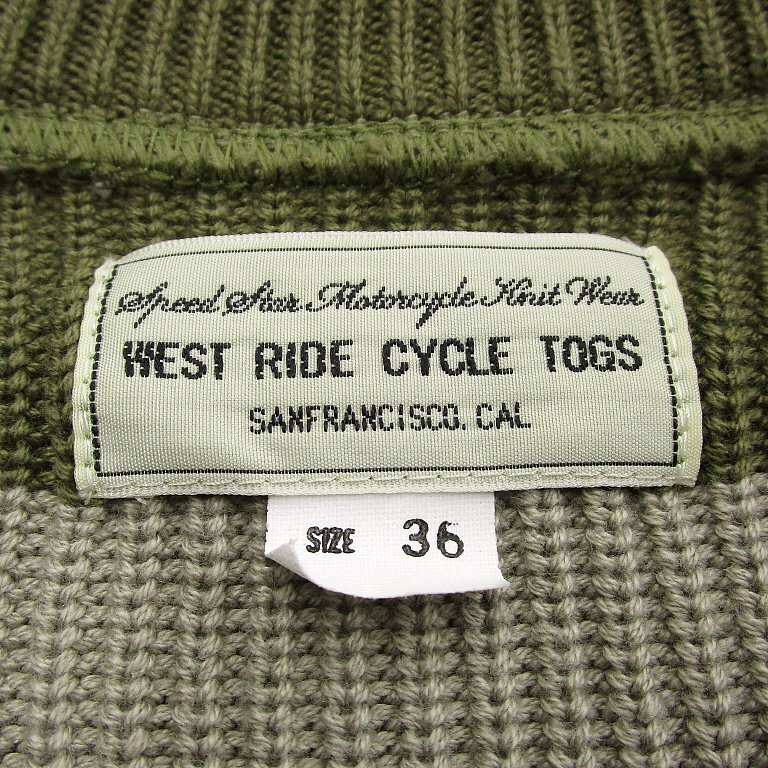 Speed Star Motorcycle Knit Wear
WEST RIDE CYCLE TOGS
SANFRANCISCO. CAL
SIZE 36